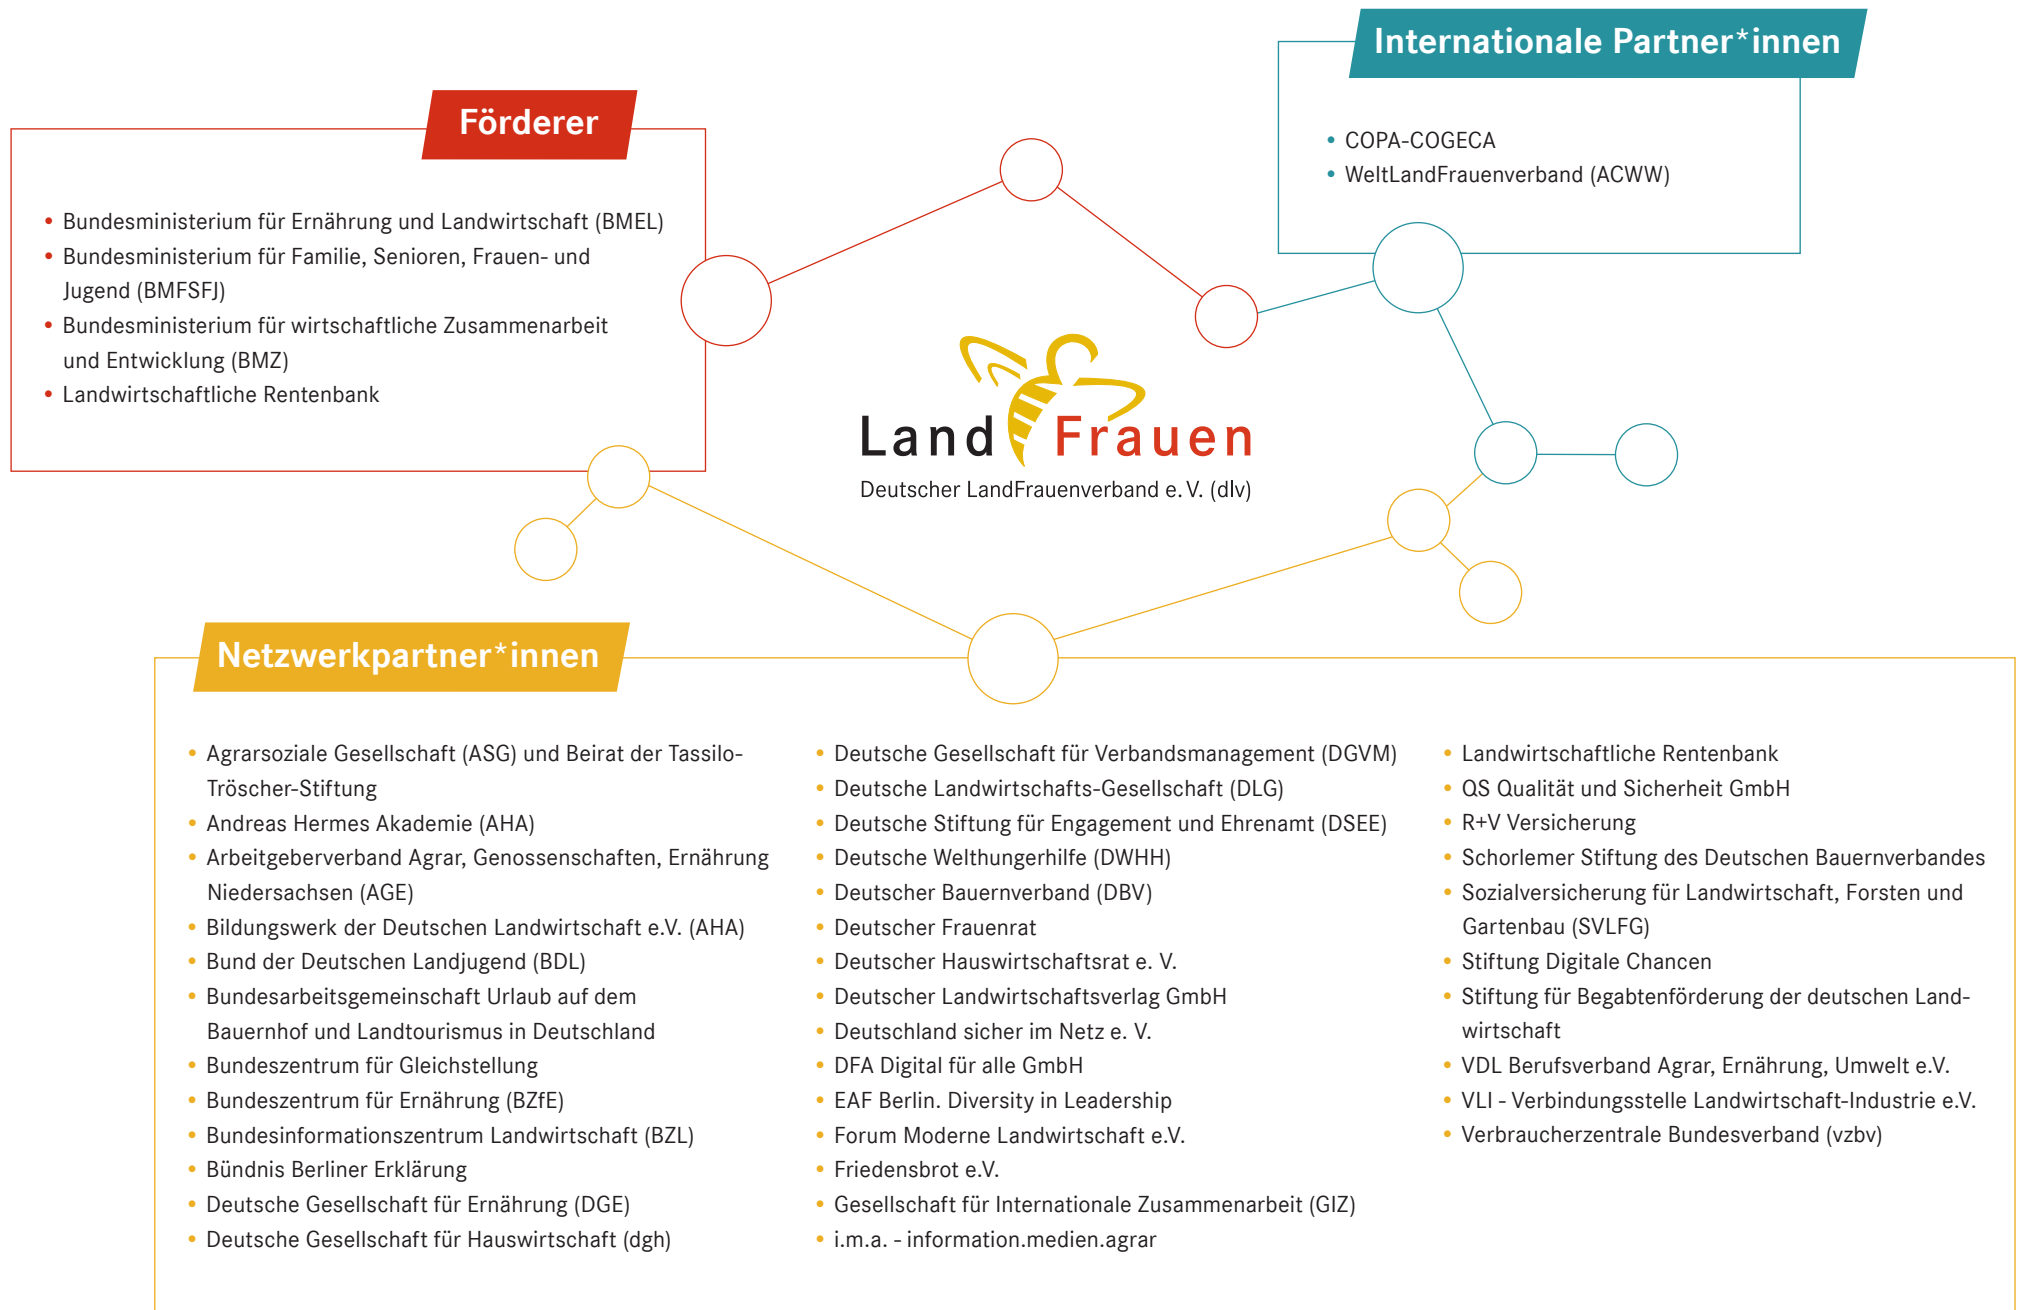 Internationale Partner*innen
• COPA-COGECA
• WeltLandFrauenverband (ACWW)
Förderer
• Bundesministerium für Ernährung und Landwirtschaft (BMEL)
• Bundesministerium für Familie, Senioren, Frauen- und
Jugend (BMFSFJ)
• Bundesministerium für wirtschaftliche Zusammenarbeit
und Entwicklung (BMZ)
• Landwirtschaftliche Rentenbank
Land Frauen
Deutscher LandFrauenverband e. V. (dlv)
Netzwerkpartner*innen
• Agrarsoziale Gesellschaft (ASG) und Beirat der Tassilo-
Tröscher-Stiftung
• Andreas Hermes Akademie (AHA)
• Arbeitgeberverband Agrar, Genossenschaften, Ernährung
Niedersachsen (AGE)
• Bildungswerk der Deutschen Landwirtschaft e.V. (AHA)
• Bund der Deutschen Landjugend (BDL)
• Bundesarbeitsgemeinschaft Urlaub auf dem
Bauernhof und Landtourismus in Deutschland
• Bundeszentrum für Gleichstellung
• Bundeszentrum für Ernährung (BZfE)
• Bundesinformationszentrum Landwirtschaft (BZL)
• Bündnis Berliner Erklärung
• Deutsche Gesellschaft für Ernährung (DGE)
• Deutsche Gesellschaft für Hauswirtschaft (dgh)
• Deutsche Gesellschaft für Verbandsmanagement (DGVM)
• Deutsche Landwirtschafts-Gesellschaft (DLG)
• Deutsche Stiftung für Engagement und Ehrenamt (DSEE)
• Deutsche Welthungerhilfe (DWHH)
• Deutscher Bauernverband (DBV)
• Deutscher Frauenrat
• Deutscher Hauswirtschaftsrat e. V.
• Deutscher Landwirtschaftsverlag GmbH
• Deutschland sicher im Netz e. V.
• DFA Digital für alle GmbH
• EAF Berlin. Diversity in Leadership
• Forum Moderne Landwirtschaft e.V.
• Friedensbrot e.V.
• Gesellschaft für Internationale Zusammenarbeit (GIZ)
• i.m.a. - information.medien.agrar
• Landwirtschaftliche Rentenbank
• QS Qualität und Sicherheit GmbH
• R+V Versicherung
• Schorlemer Stiftung des Deutschen Bauernverbandes
• Sozialversicherung für Landwirtschaft, Forsten und
Gartenbau (SVLFG)
• Stiftung Digitale Chancen
• Stiftung für Begabtenförderung der deutschen Land-
wirtschaft
• VDL Berufsverband Agrar, Ernährung, Umwelt e.V.
• VLI - Verbindungsstelle Landwirtschaft-Industrie e.V.
• Verbraucherzentrale Bundesverband (vzbv)